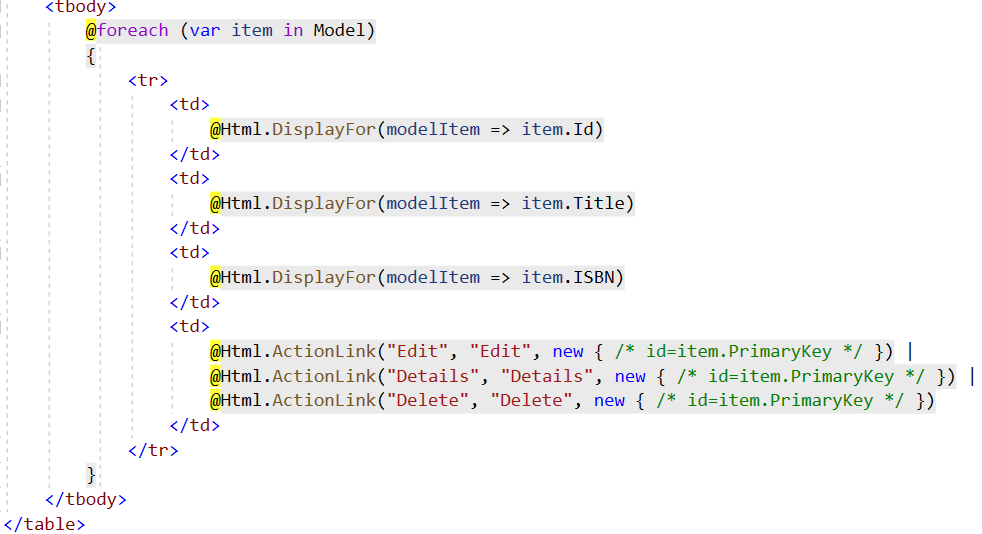 <tbody>
@foreach (var item in Model)
{
<tr>
<td>
@Html.DisplayFor(modelItem => item.Id)
</td>
<td>
@Html.DisplayFor(modelItem => item.Title)
</td>
<td>
@Html.DisplayFor(modelItem => item.ISBN)
</td>
<td>
@Html.ActionLink("Edit", "Edit", new { /* id=item.PrimaryKey */ }) |
@Html.ActionLink("Details", "Details", new { /* id=item.PrimaryKey */ }) |
@Html.ActionLink("Delete", "Delete", new { /* id=item.PrimaryKey */ })
</td>
</tr>
}
</tbody>
</table>